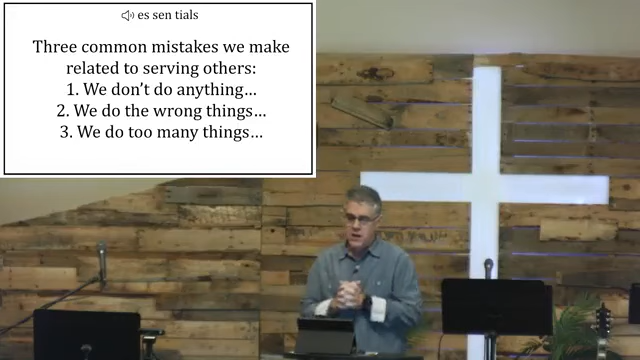 es sen tials
Three common mistakes we make
related to serving others:
1. We don't do anything…
2. We do the wrong things…
3. We do too many things…